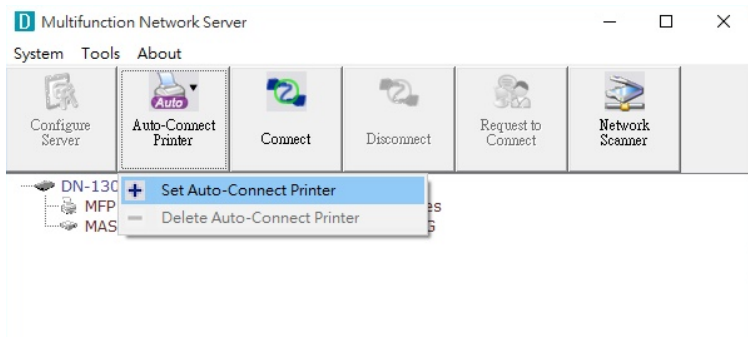 D Multifunction Network Server
System Tools About
Auto
Configure Server
Auto-Connect Printer
Connect
Disconnect
Request to Connect
Network Scanner
DN-130
Set Auto-Connect Printer
MFP es
Delete Auto-Connect Printer
MAS G